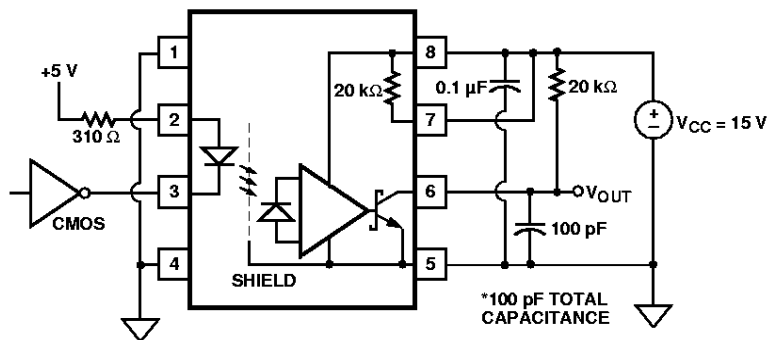 1
8
+5 V
20 kΩ
0.1 µF
20 kΩ
2
7
310 Ω
+
–
VCC = 15 V
3
6
VOUT
CMOS
100 pF
4
5
SHIELD
*100 pF TOTAL
CAPACITANCE